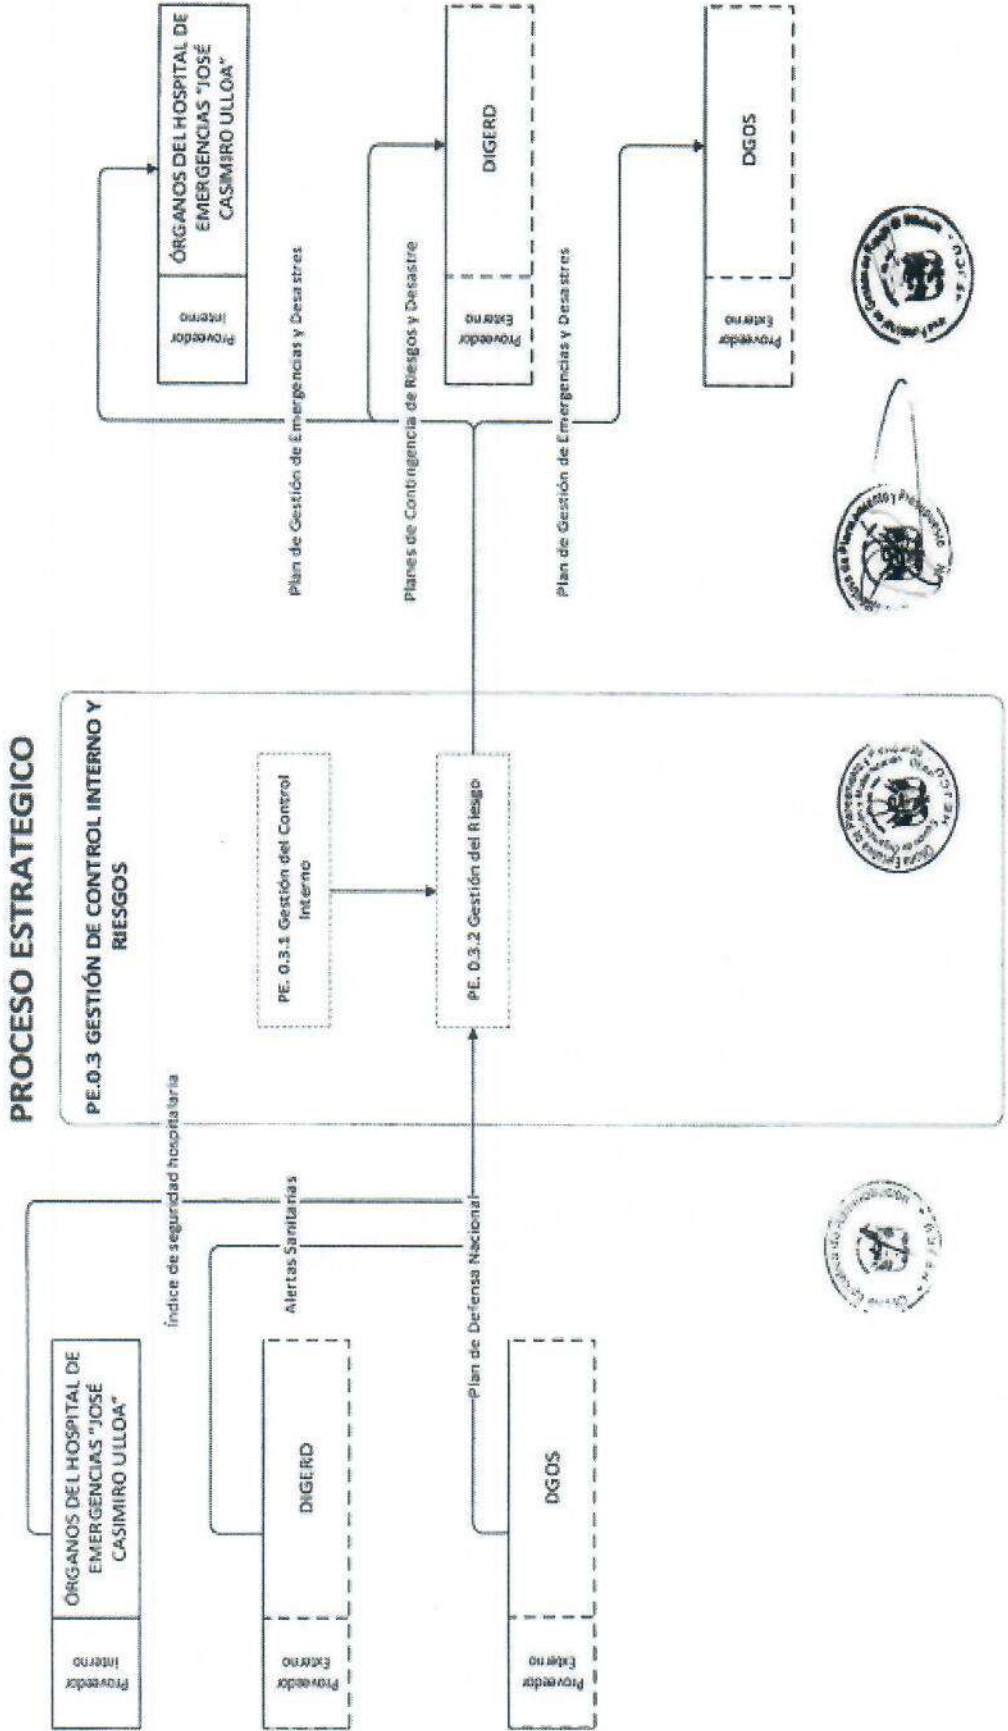 PROCESO ESTRATEGICO
PE.0.3 GESTIÓN DE CONTROL INTERNO Y
RIESGOS
Proveedor
Interno
ÓRGANOS DEL HOSPITAL DE
EMERGENCIAS "JOSÉ
CASIMIRO ULLOA"
Índice de seguridad hospitalaria
Proveedor
Externo
DIGERD
Alertas Sanitarias
Proveedor
Externo
DGOS
Plan de Defensa Nacional
PE. 0.3.1 Gestión del Control
Interno
PE. 0.3.2 Gestión del Riesgo
Plan de Gestión de Emergencias y Desastres
Proveedor
Interno
ÓRGANOS DEL HOSPITAL DE
EMERGENCIAS "JOSÉ
CASIMIRO ULLOA"
Planes de Contingencia de Riesgos y Desastre
Proveedor
Externo
DIGERD
Plan de Gestión de Emergencias y Desastres
Proveedor
Externo
DGOS